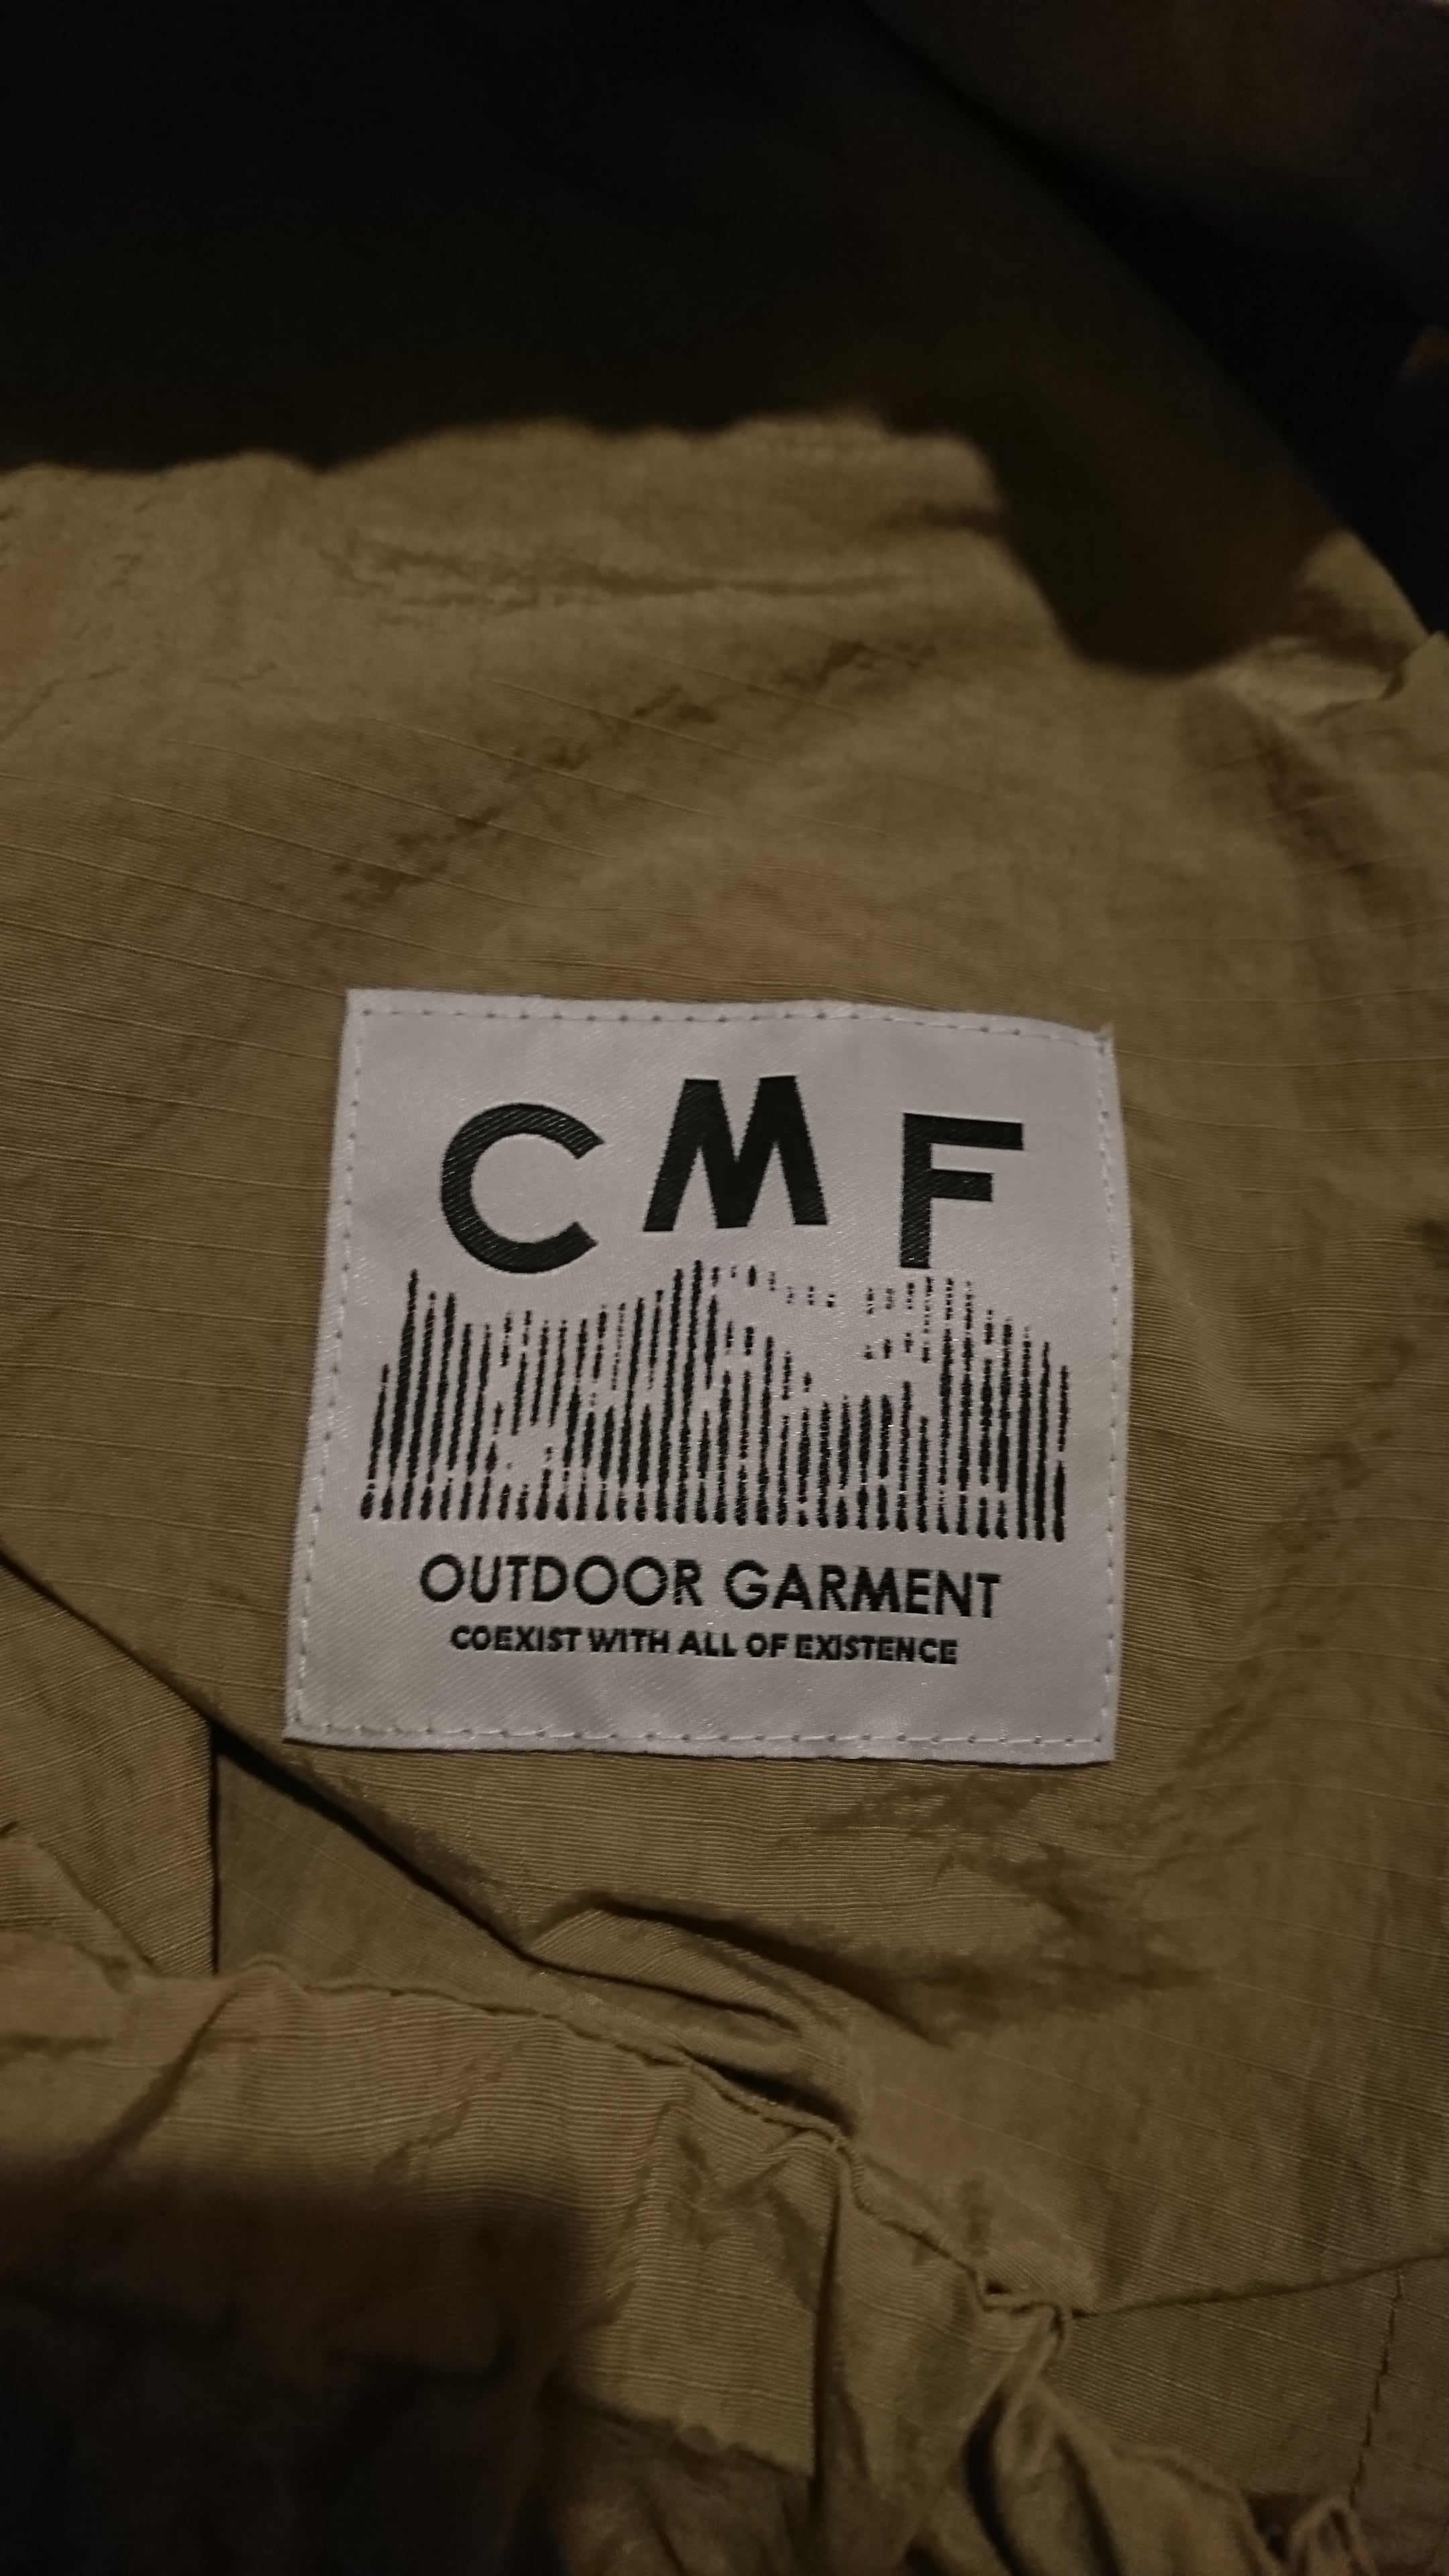 CMF
OUTDOOR GARMENT
COEXIST WITH ALL OF EXISTENCE